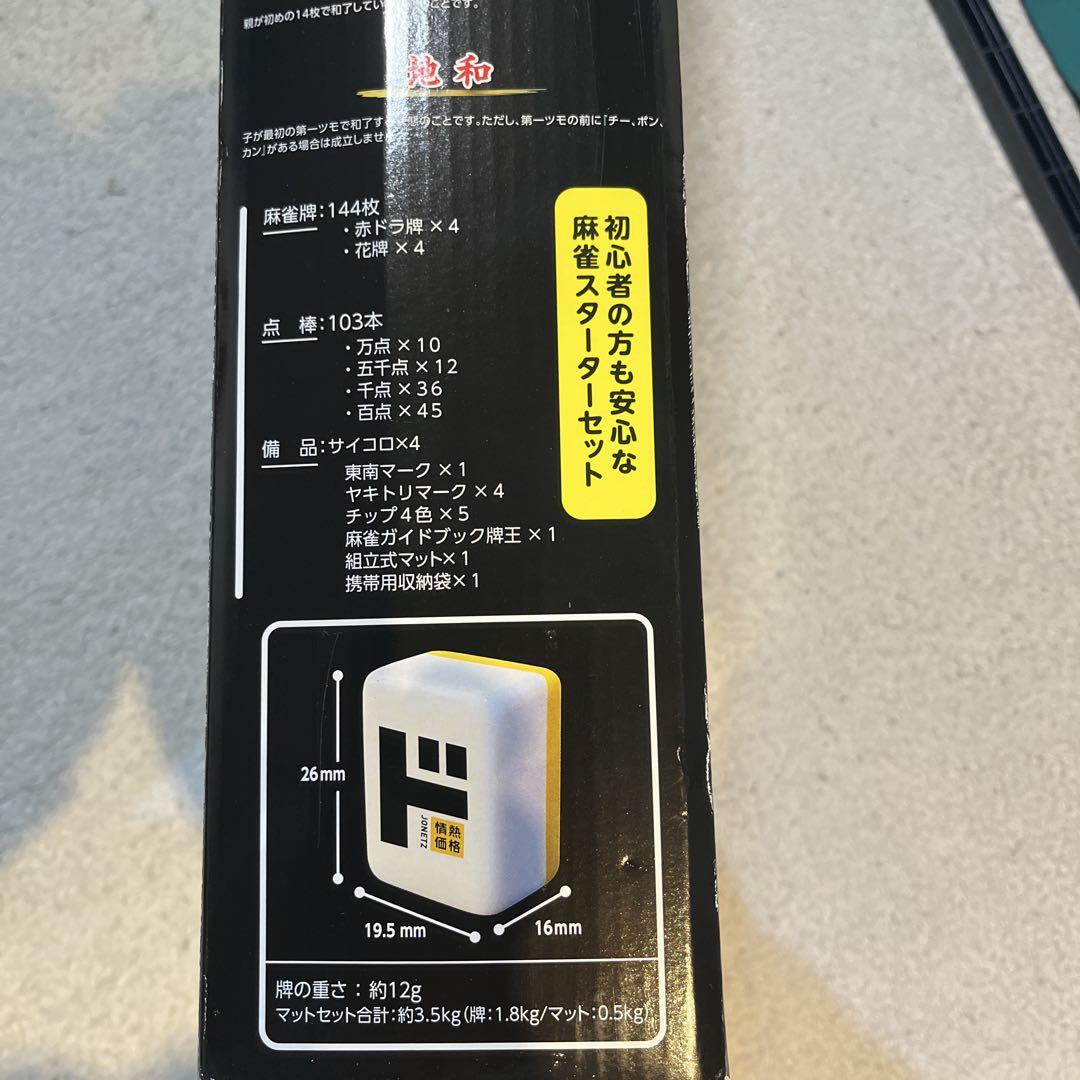 親が初めの14枚で和了してい
ことです。
地和
子が最初の第一ツモで和了す
のことです。ただし、第一ツモの前に「チー、ポン、
カン」がある場合は成立しません
麻雀牌:144枚
・赤ドラ牌×4
・花牌×4
点 棒:103本
・万点×10
・五千点×12
・千点×36
・百点×45
備 品:サイコロ×4
東南マーク×1
ヤキトリマーク×4
チップ4色×5
麻雀ガイドブック牌王×1
組立式マット×1
携帯用収納袋×1
初心者の方も安心な
麻雀スターターセット
ド
情熱
価格
JONETZ
26mm
19.5mm
16mm
牌の重さ:約12g
マットセット合計:約3.5kg(牌:1.8kg/マット:0.5kg)